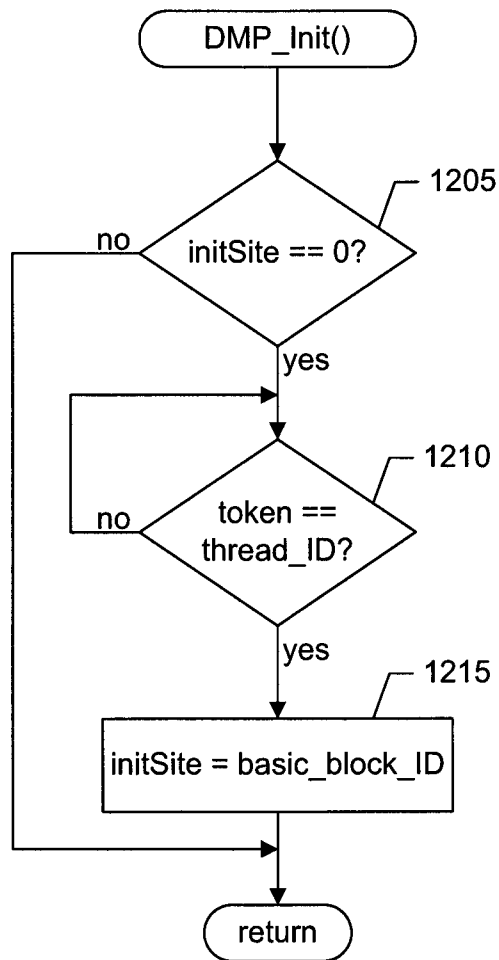 DMP_Init()
1205
no
initSite == 0?
yes
1210
no
token ==
thread_ID?
yes
1215
initSite = basic_block_ID
return